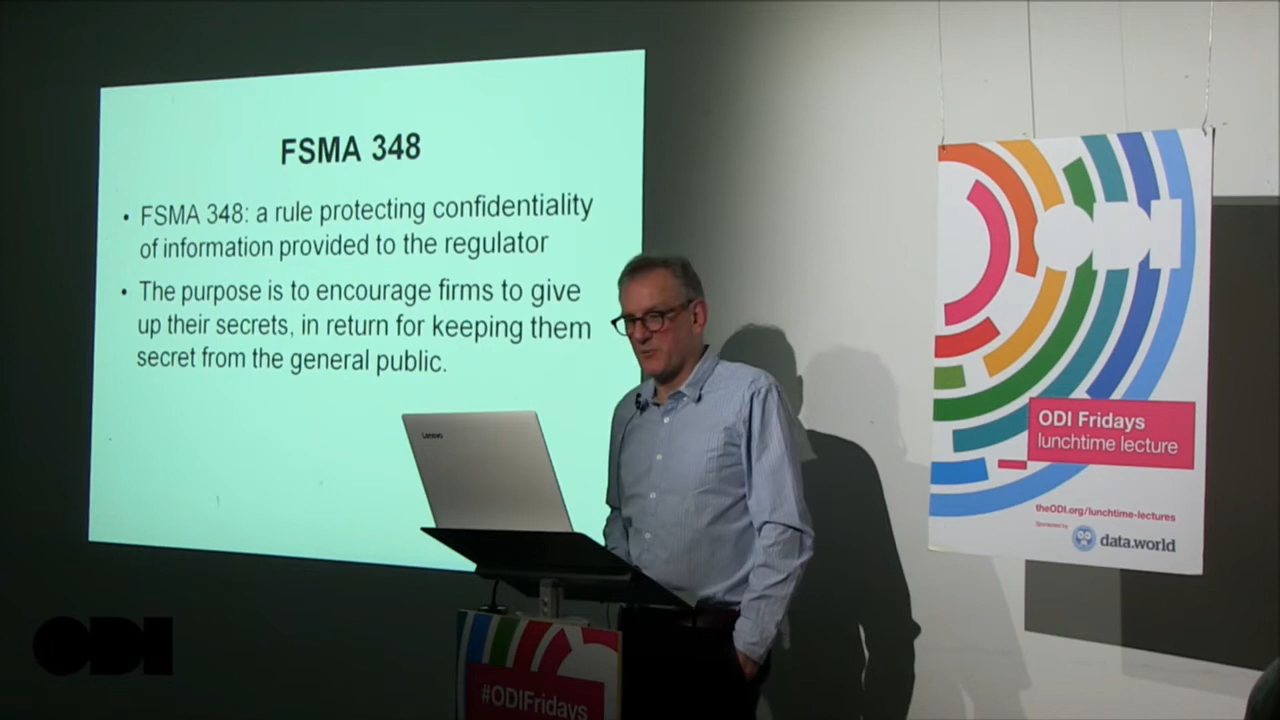 FSMA 348
• FSMA 348: a rule protecting confidentiality
of information provided to the regulator
• The purpose is to encourage firms to give
up their secrets, in return for keeping them
secret from the general public.
Lenovo
ODI Fridays
lunchtime lecture
theODI.org/lunchtime-lectures
Sponsored by
data.world
ODI
#ODIFridays